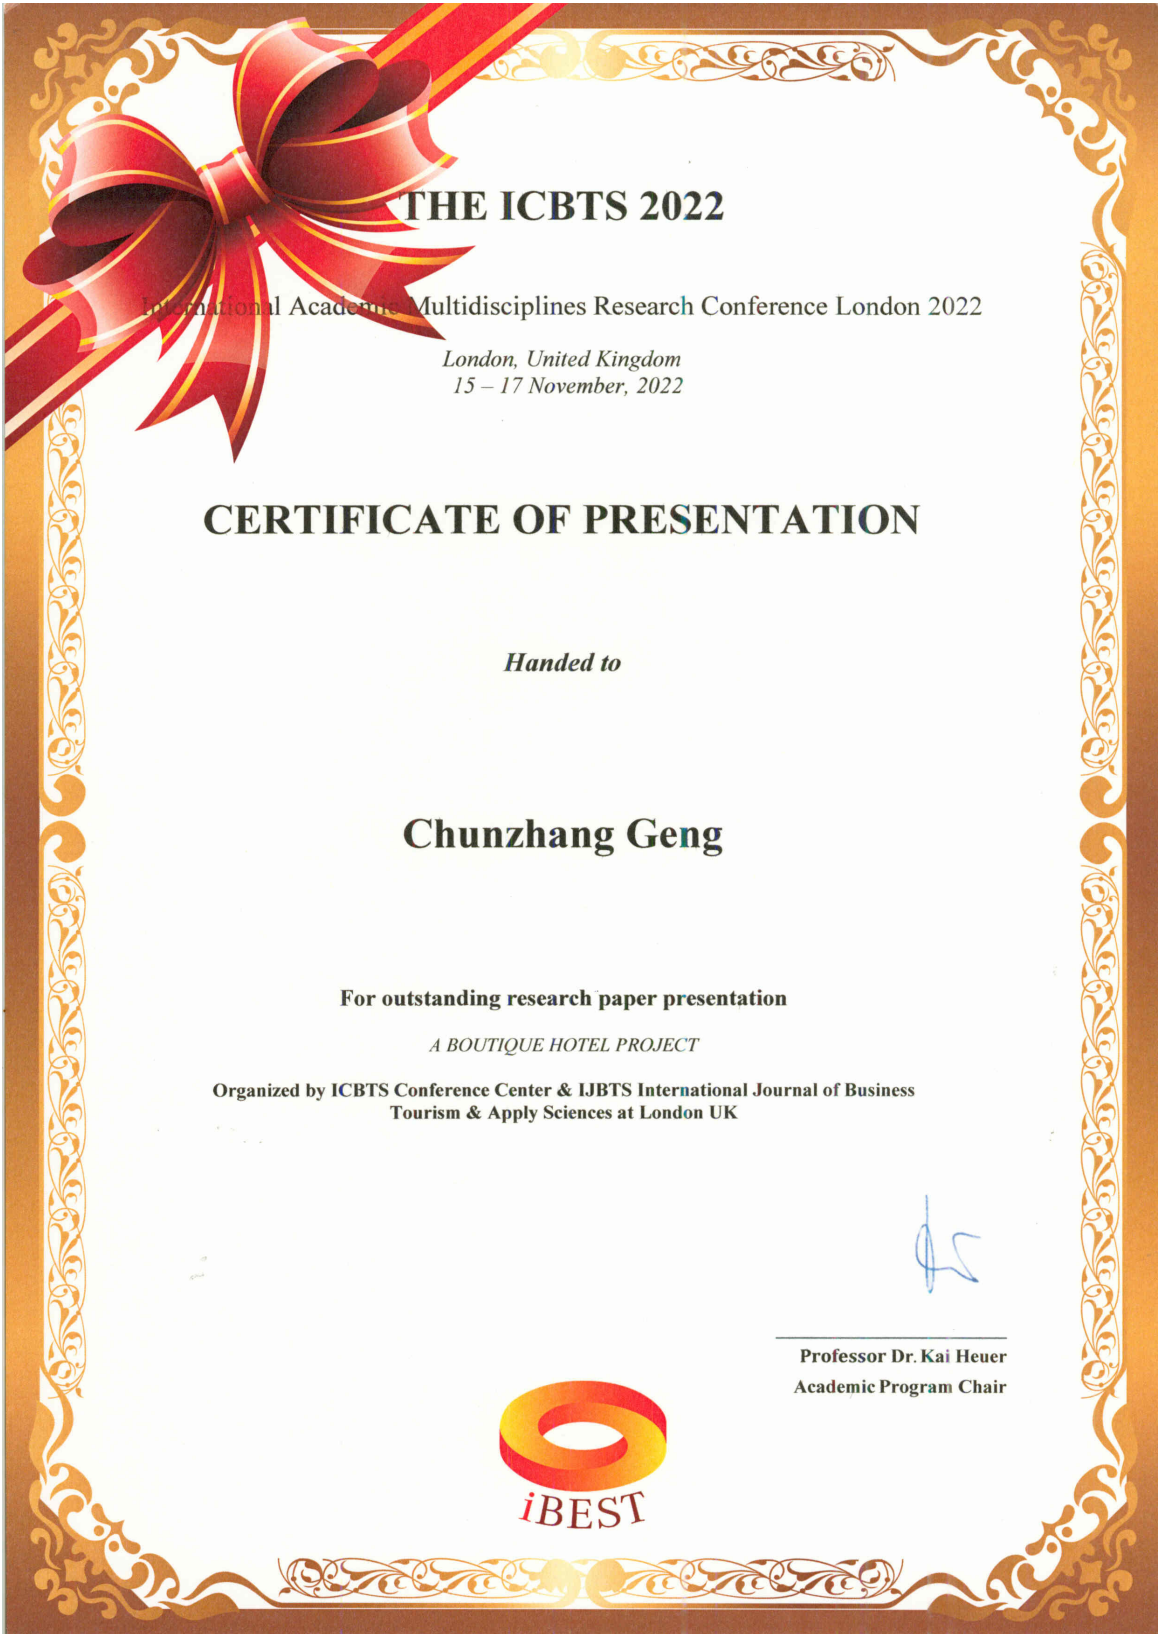 THE ICBTS 2022
International Academic Multidisciplines Research Conference London 2022
London, United Kingdom
15 – 17 November, 2022
CERTIFICATE OF PRESENTATION
Handed to
Chunzhang Geng
For outstanding research paper presentation
A BOUTIQUE HOTEL PROJECT
Organized by ICBTS Conference Center & IJBTS International Journal of Business
Tourism & Apply Sciences at London UK
Professor Dr. Kai Heuer
Academic Program Chair
iBEST